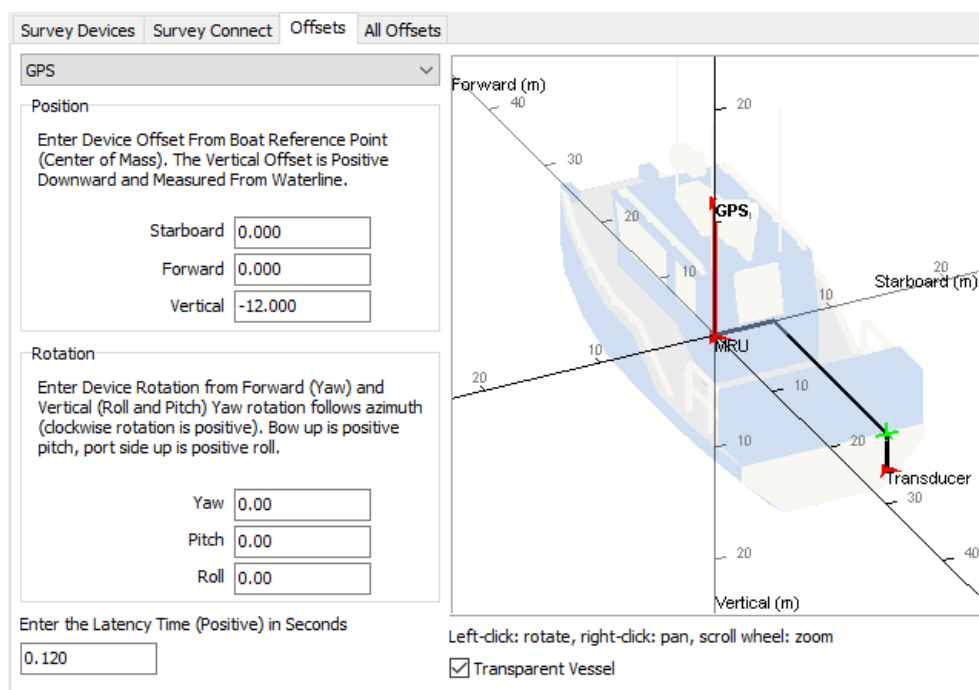 Survey Devices Survey Connect Offsets All Offsets
GPS
Position
Enter Device Offset From Boat Reference Point
(Center of Mass). The Vertical Offset is Positive
Downward and Measured From Waterline.
Starboard 0.000
Forward 0.000
Vertical -12.000
Rotation
Enter Device Rotation from Forward (Yaw) and
Vertical (Roll and Pitch) Yaw rotation follows azimuth
(clockwise rotation is positive). Bow up is positive
pitch, port side up is positive roll.
Yaw 0.00
Pitch 0.00
Roll 0.00
Enter the Latency Time (Positive) in Seconds
0.120
Forward (m)
40
20
30
GPS
20
10
20
Starboard (m)
10
MRU
10
20
10
10
20
Transducer
30
20
40
Vertical (m)
Left-click: rotate, right-click: pan, scroll wheel: zoom
Transparent Vessel